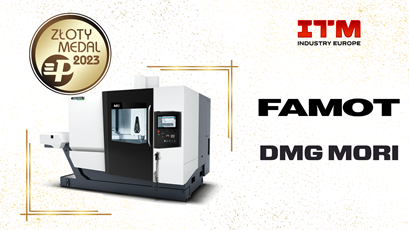 ZŁOTY
MEDAL
2023
ITM
INDUSTRY EUROPE
FAMOT
DMG MORI